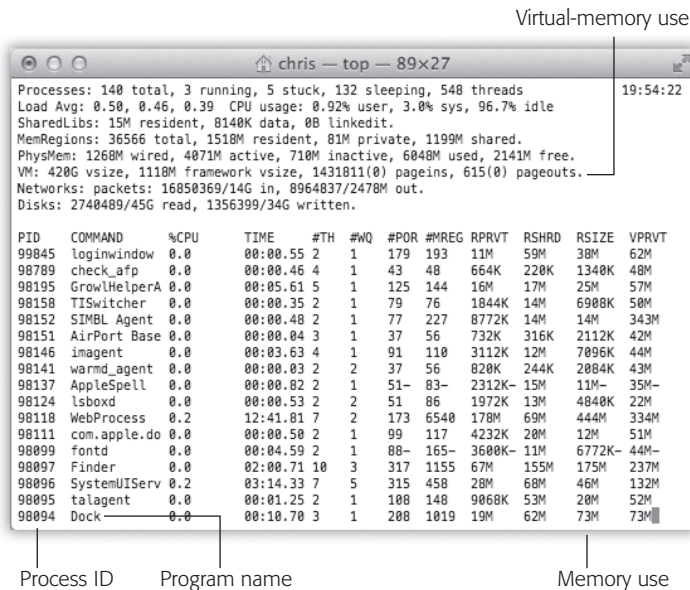 Virtual-memory use
chris — top — 89×27
Processes: 140 total, 3 running, 5 stuck, 132 sleeping, 548 threads 19:54:22
Load Avg: 0.50, 0.46, 0.39 CPU usage: 0.92% user, 3.0% sys, 96.7% idle
SharedLibs: 15M resident, 8140K data, 0B linkedit.
MemRegions: 36566 total, 1518M resident, 81M private, 1199M shared.
PhysMem: 1268M wired, 4071M active, 710M inactive, 6048M used, 2141M free.
VM: 420G vsize, 1118M framework vsize, 1431811(0) pageins, 615(0) pageouts.
Networks: packets: 16850369/14G in, 8964837/2478M out.
Disks: 2740489/45G read, 1356399/34G written.
PID COMMAND %CPU TIME #TH #WQ #POR #MREG RPRVT RSHRD RSIZE VPRVT
99845 loginwindow 0.0 00:00.55 2 1 179 193 11M 59M 38M 62M
98789 check_afp 0.0 00:00.46 4 1 43 48 664K 220K 1340K 48M
98195 GrowlHelperA 0.0 00:05.61 5 1 125 144 16M 17M 25M 57M
98158 TISwitcher 0.0 00:00.35 2 1 79 76 1844K 14M 6908K 50M
98152 SIMBL Agent 0.0 00:00.48 2 1 77 227 8772K 14M 14M 343M
98151 AirPort Base 0.0 00:00.04 3 1 37 56 732K 316K 2112K 42M
98146 imagent 0.0 00:03.63 4 1 91 110 3112K 12M 7096K 44M
98141 warmd_agent 0.0 00:00.03 2 2 37 56 820K 244K 2084K 43M
98137 AppleSpell 0.0 00:00.82 2 1 51- 83- 2312K- 15M 11M- 35M-
98124 lsboxd 0.0 00:00.53 2 2 51 86 1972K 13M 4840K 22M
98118 WebProcess 0.2 12:41.81 7 2 173 6540 178M 69M 444M 334M
98111 com.apple.do 0.0 00:00.50 2 1 99 117 4232K 20M 12M 51M
98099 fontd 0.0 00:04.59 2 1 88- 165- 3600K- 11M 6772K- 44M-
98097 Finder 0.0 02:00.71 10 3 317 1155 67M 155M 175M 237M
98096 SystemUIServ 0.2 03:14.33 7 5 315 458 28M 68M 46M 132M
98095 talagent 0.0 00:01.25 2 1 108 148 9068K 53M 20M 52M
98094 Dock 0.0 00:10.70 3 1 208 1019 19M 62M 73M 73M
Process ID Program name Memory use